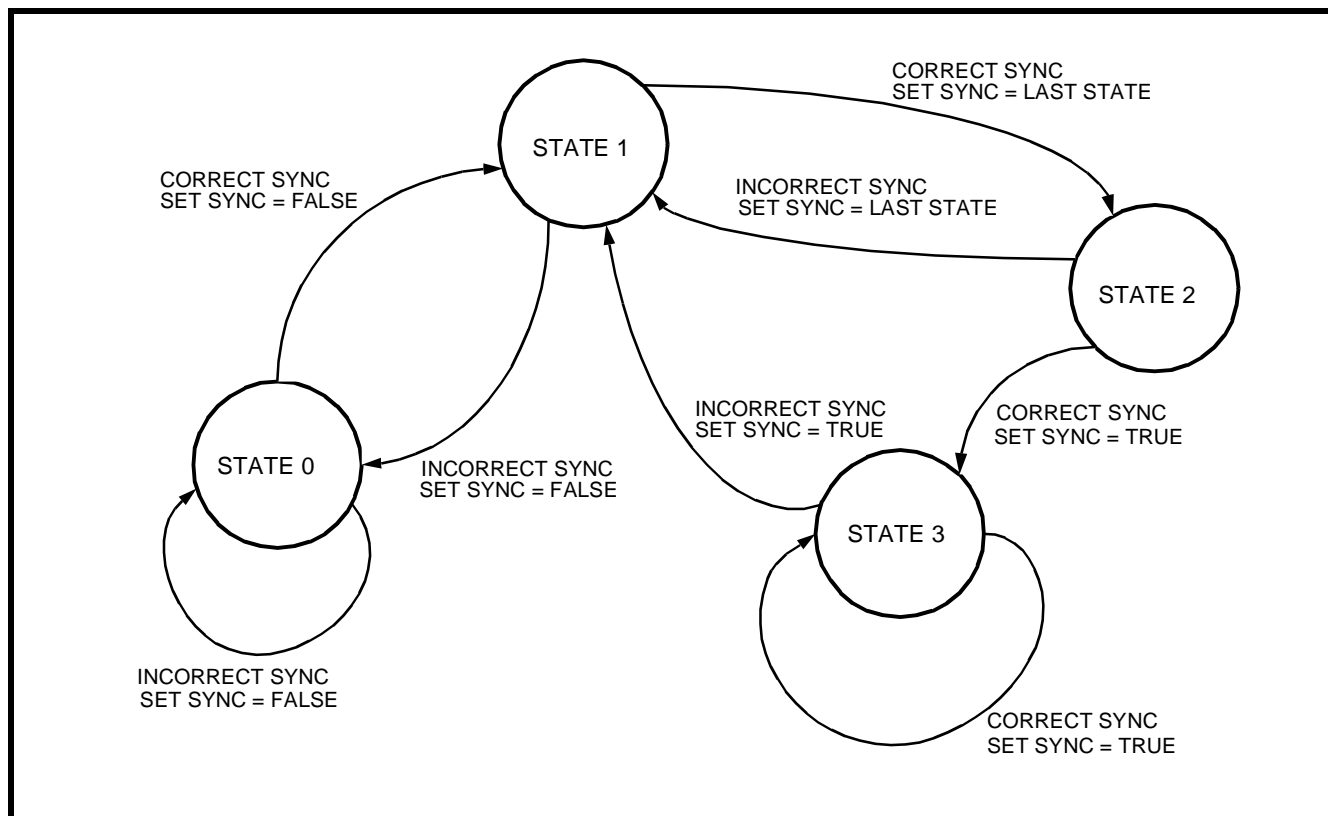 CORRECT SYNC
SET SYNC = LAST STATE
STATE 1
CORRECT SYNC
SET SYNC = FALSE
INCORRECT SYNC
SET SYNC = LAST STATE
STATE 2
INCORRECT SYNC
SET SYNC = TRUE
CORRECT SYNC
SET SYNC = TRUE
STATE 0
INCORRECT SYNC
SET SYNC = FALSE
STATE 3
INCORRECT SYNC
SET SYNC = FALSE
CORRECT SYNC
SET SYNC = TRUE